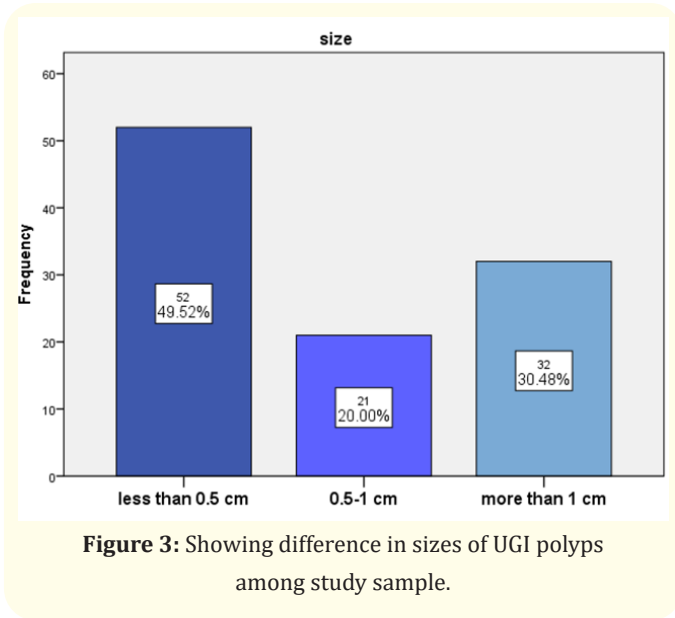 size
Frequency
60
50
40
30
20
10
0
52
49.52%
21
20.00%
32
30.48%
less than 0.5 cm
0.5-1 cm
more than 1 cm
Figure 3: Showing difference in sizes of UGI polyps
among study sample.